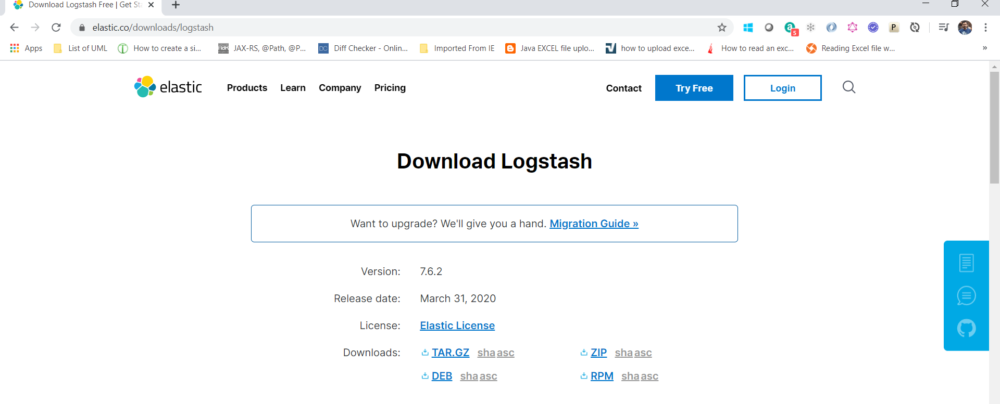 Download Logstash Free | Get Sta
elastic.co/downloads/logstash
5
P
Apps
List of UML
How to create a si...
JAX-RS, @Path, @P...
DC
Diff Checker - Onlin...
Imported From IE
Java EXCEL file uplo...
how to upload exce...
How to read an exc...
Reading Excel file w...
»
elastic
Products
Learn
Company
Pricing
Contact
Try Free
Login
Download Logstash
Want to upgrade? We'll give you a hand. Migration Guide »
Version: 7.6.2
Release date: March 31, 2020
License: Elastic License
Downloads: TAR.GZ sha asc ZIP sha asc
DEB sha asc RPM sha asc